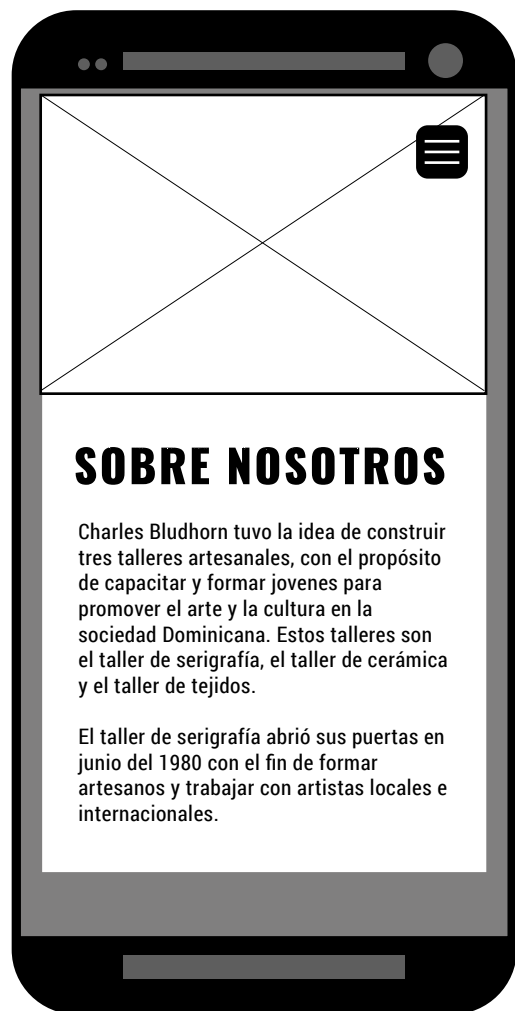 SOBRE NOSOTROS
Charles Bludhorn tuvo la idea de construir
tres talleres artesanales, con el propósito
de capacitar y formar jovenes para
promover el arte y la cultura en la
sociedad Dominicana. Estos talleres son
el taller de serigrafía, el taller de cerámica
y el taller de tejidos.
El taller de serigrafía abrió sus puertas en
junio del 1980 con el fin de formar
artesanos y trabajar con artistas locales e
internacionales.